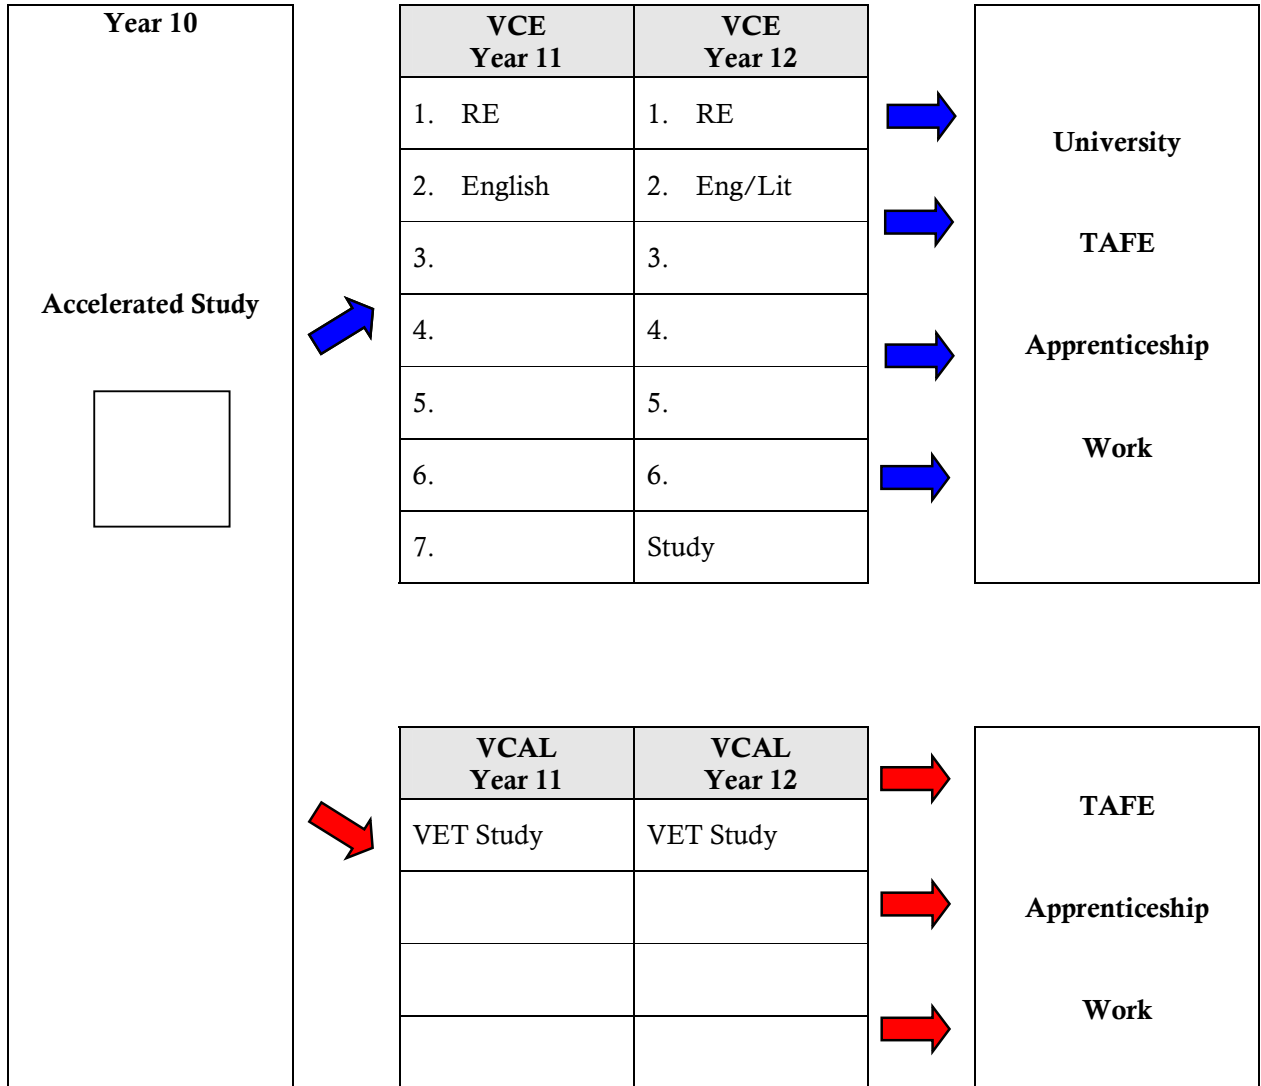 Year 10
Accelerated Study
VCE
Year 11
VCE
Year 12
1. RE
1. RE
2. English
2. Eng/Lit
3.
3.
4.
4.
5.
5.
6.
6.
7.
Study
University
TAFE
Apprenticeship
Work
VCAL
Year 11
VCAL
Year 12
VET Study
VET Study
TAFE
Apprenticeship
Work